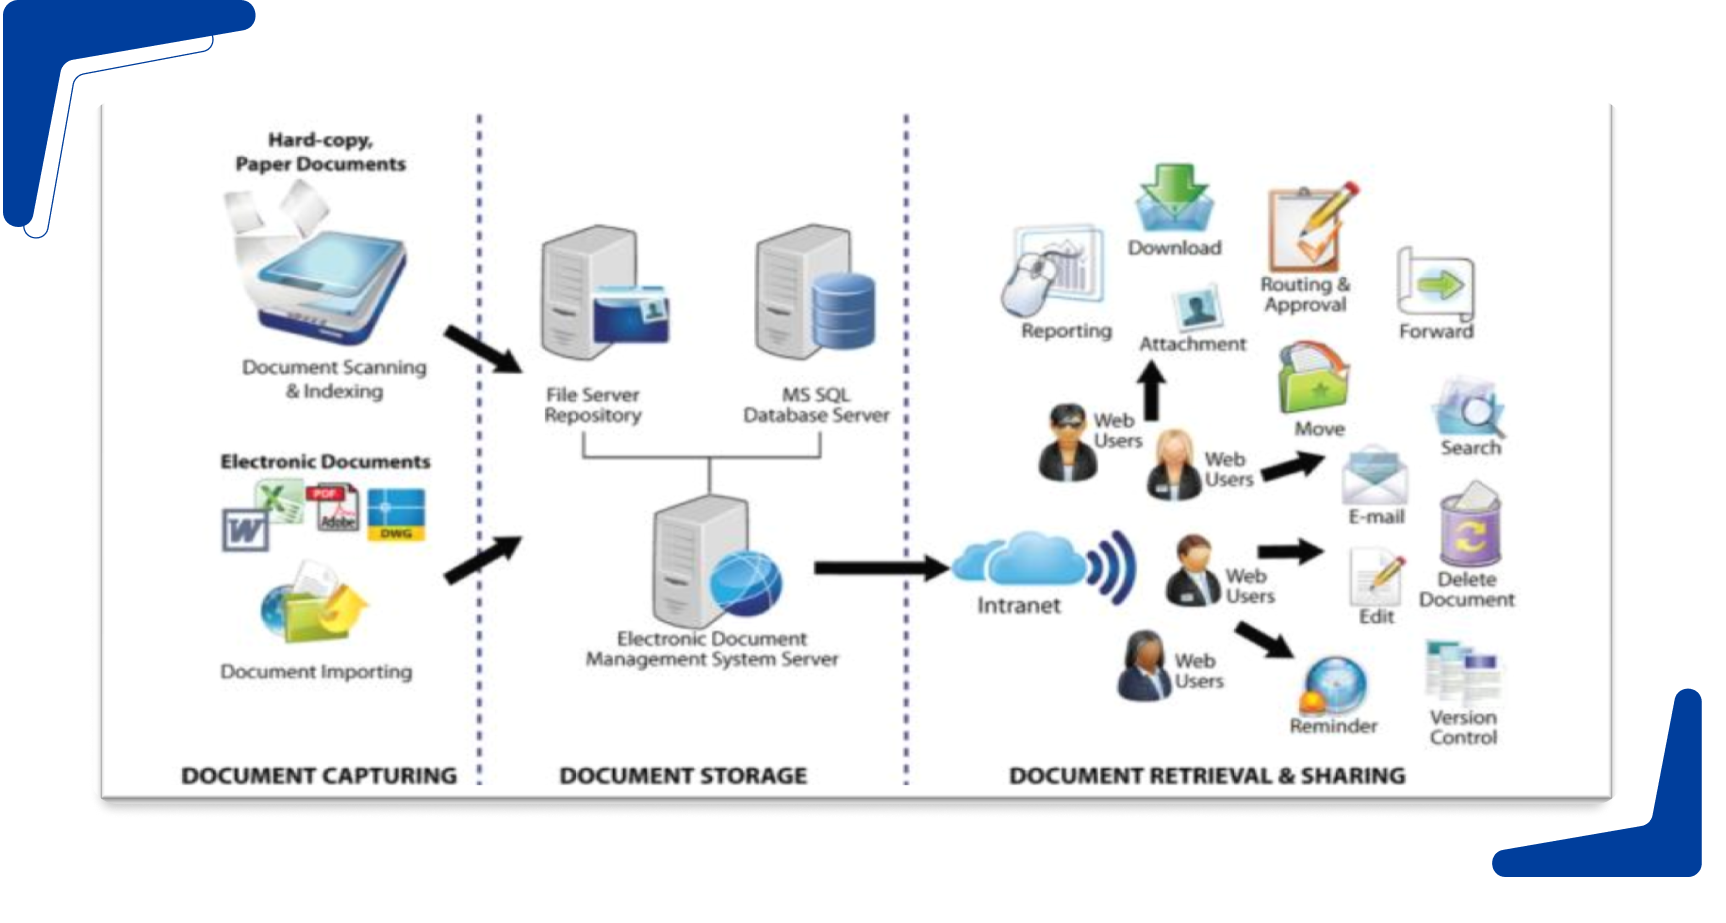 Hard-copy,
Paper Documents
Document Scanning
& Indexing
Electronic Documents
W
X
PDF
Adobe
DWG
Document Importing
DOCUMENT CAPTURING
File Server
Repository
MS SQL
Database Server
Electronic Document
Management System Server
DOCUMENT STORAGE
Intranet
Download
Reporting
Attachment
Routing &
Approval
Forward
Move
Search
Web
Users
Web
Users
E-mail
Web
Users
Edit
Delete
Document
Web
Users
Reminder
Version
Control
DOCUMENT RETRIEVAL & SHARING